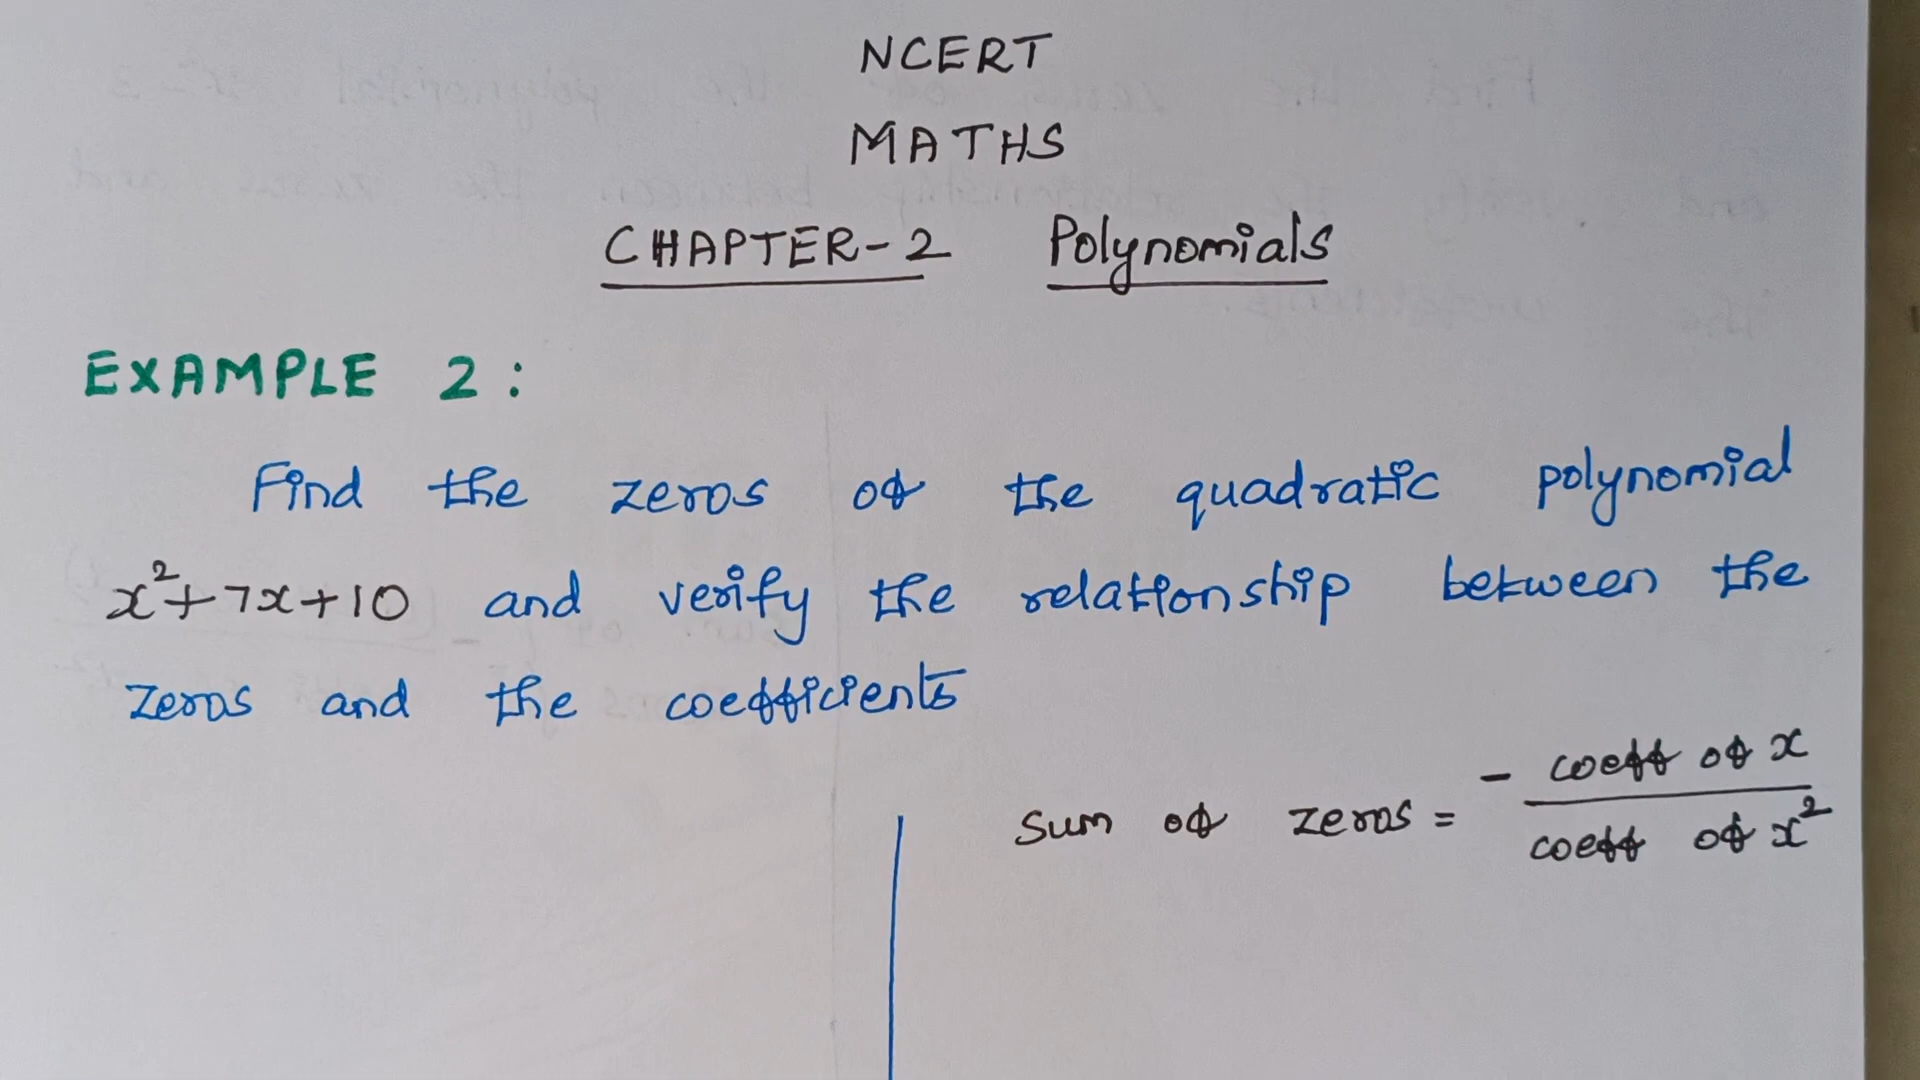 NCERT
MATHS
CHAPTER-2 Polynomials
EXAMPLE 2:
Find the zeros of the quadratic polynomial
x²+7x+10 and verify the relationship between the
zeros and the coefficients
sum of zeros = - coeff of x / coeff of x²